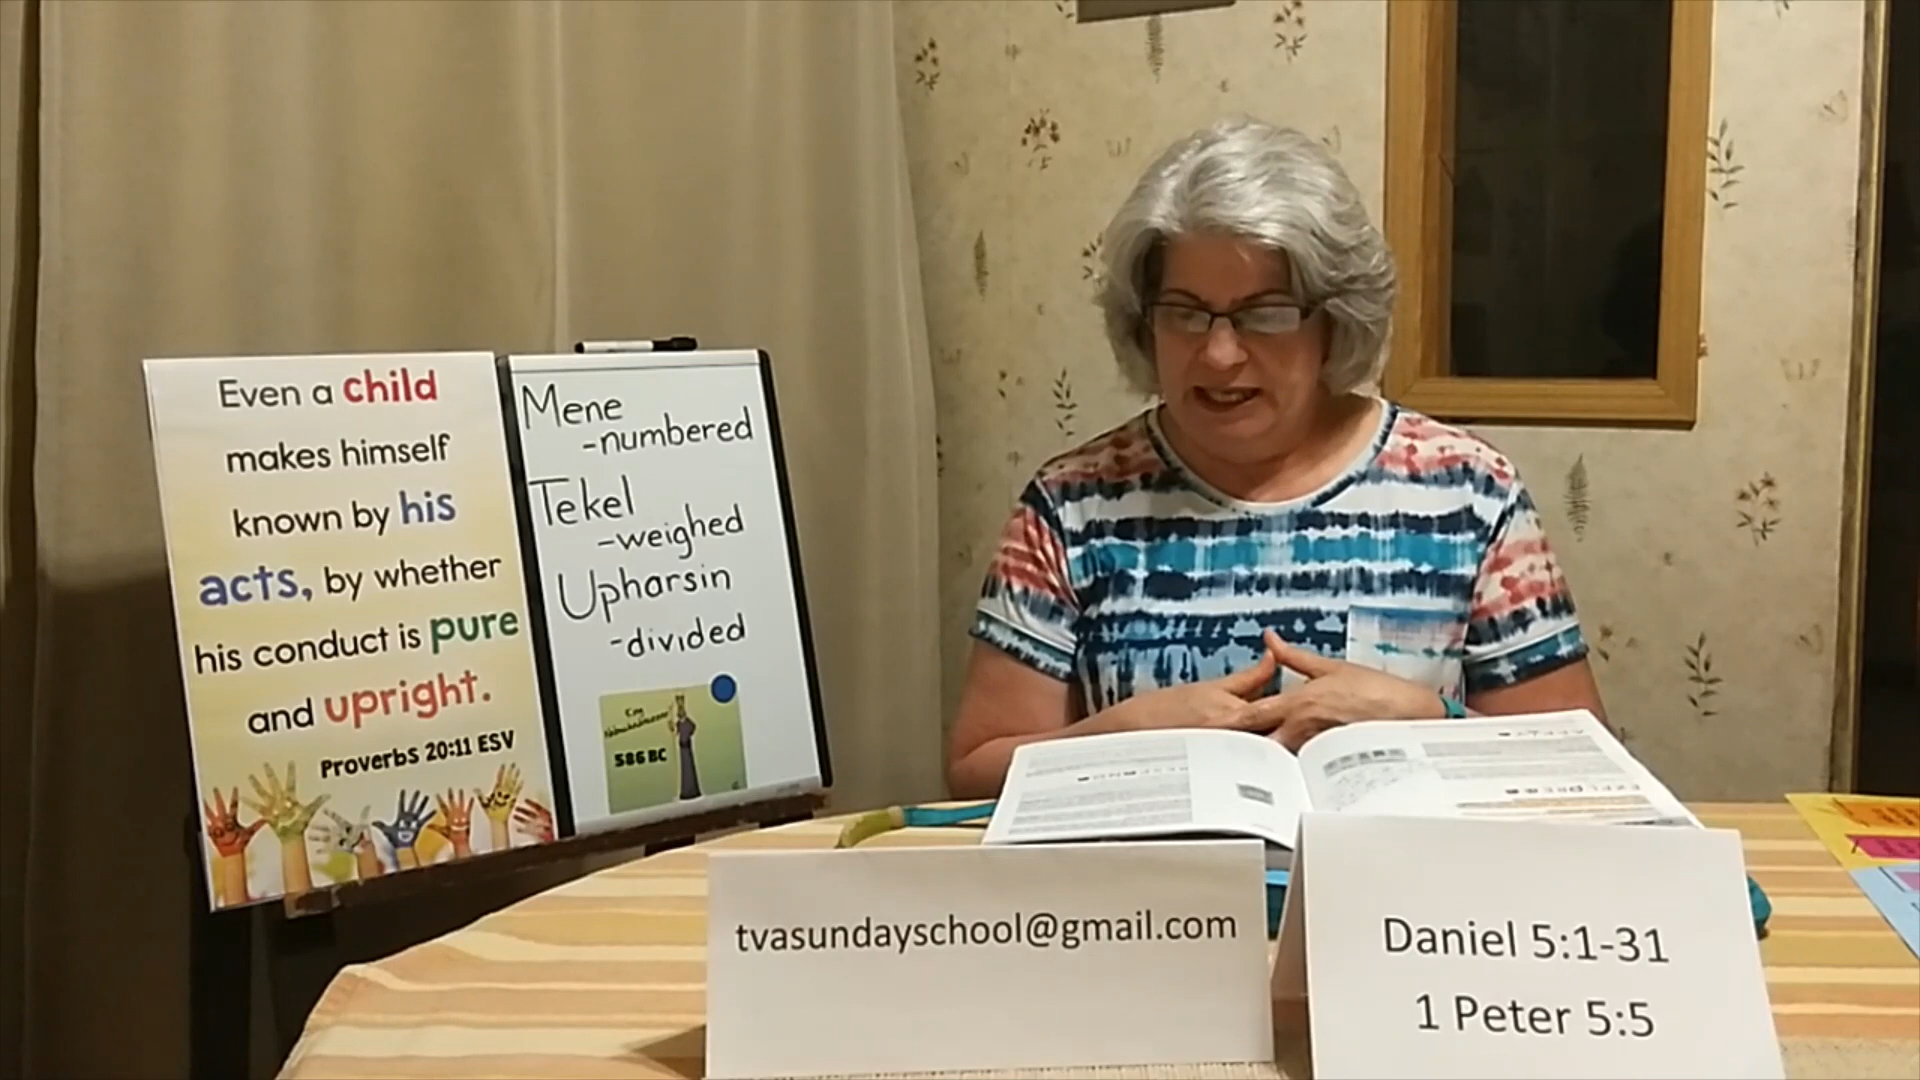 Even a child
makes himself
known by his
acts, by whether
his conduct is pure
and upright.
Proverbs 20:11 ESV
Mene
-numbered
Tekel
-weighed
Upharsin
-divided
King
Nebuchadnezzar
586 BC
tvasundayschool@gmail.com
Daniel 5:1-31
1 Peter 5:5